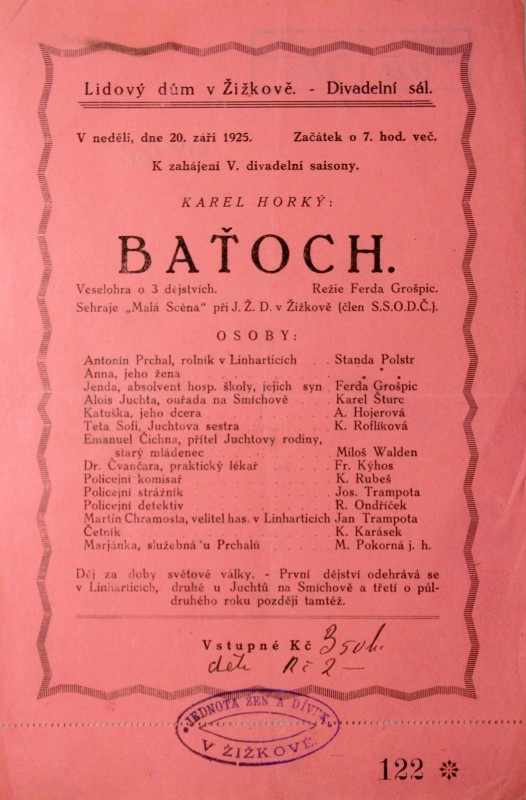 Lidový dům v Žižkově. - Divadelní sál.
V neděli, dne 20. září 1925. Začátek o 7. hod. več.
K zahájení V. divadelní saisony.
KAREL HORKÝ:
BAŤOCH.
Veselohra o 3 dějstvích. Režie Ferda Grošpic.
Sehraje „Malá Scéna" při J. Ž. D. v Žižkově (člen S.S.O.D.Č.).
OSOBY:
Antonín Prchal, rolník v Linharticích . . Standa Polstr
Anna, jeho žena . . . * * *
Jenda, absolvent hosp. školy, jejich syn Ferda Grošpic
Alois Juchta, ouřada na Smíchově . . Karel Šturc
Katuška, jeho dcera . . . A. Hojerová
Teta Sofi, Juchtova sestra . . . K. Roflíková
Emanuel Čichna, přítel Juchtovy rodiny,
starý mládenec . . . Miloš Walden
Dr. Čvančara, praktický lékař . . . Fr. Kýhos
Policejní komisař . . . K. Rubeš
Policejní strážník . . . Jos. Trampota
Policejní detektiv . . . R. Ondříček
Martin Chramosta, velitel has. v Linharticích Jan Trampota
Četník . . . K. Karásek
Marjánka, služebná u Prchalů . . . M. Pokorná j. h.
Děj za doby světové války. - První dějství odehrává se
v Linharticích, druhé u Juchtů na Smíchově a třetí o půl-
druhého roku později tamtéž.
Vstupné Kč 3 50 h.
děti Kč 2 —
JEDNOTA ŽEN A DÍVEK
V ŽIŽKOVĚ.
122